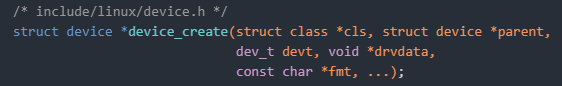 /* include/linux/device.h */
struct device *device_create(struct class *cls, struct device *parent,
dev_t devt, void *drvdata,
const char *fmt, ...);